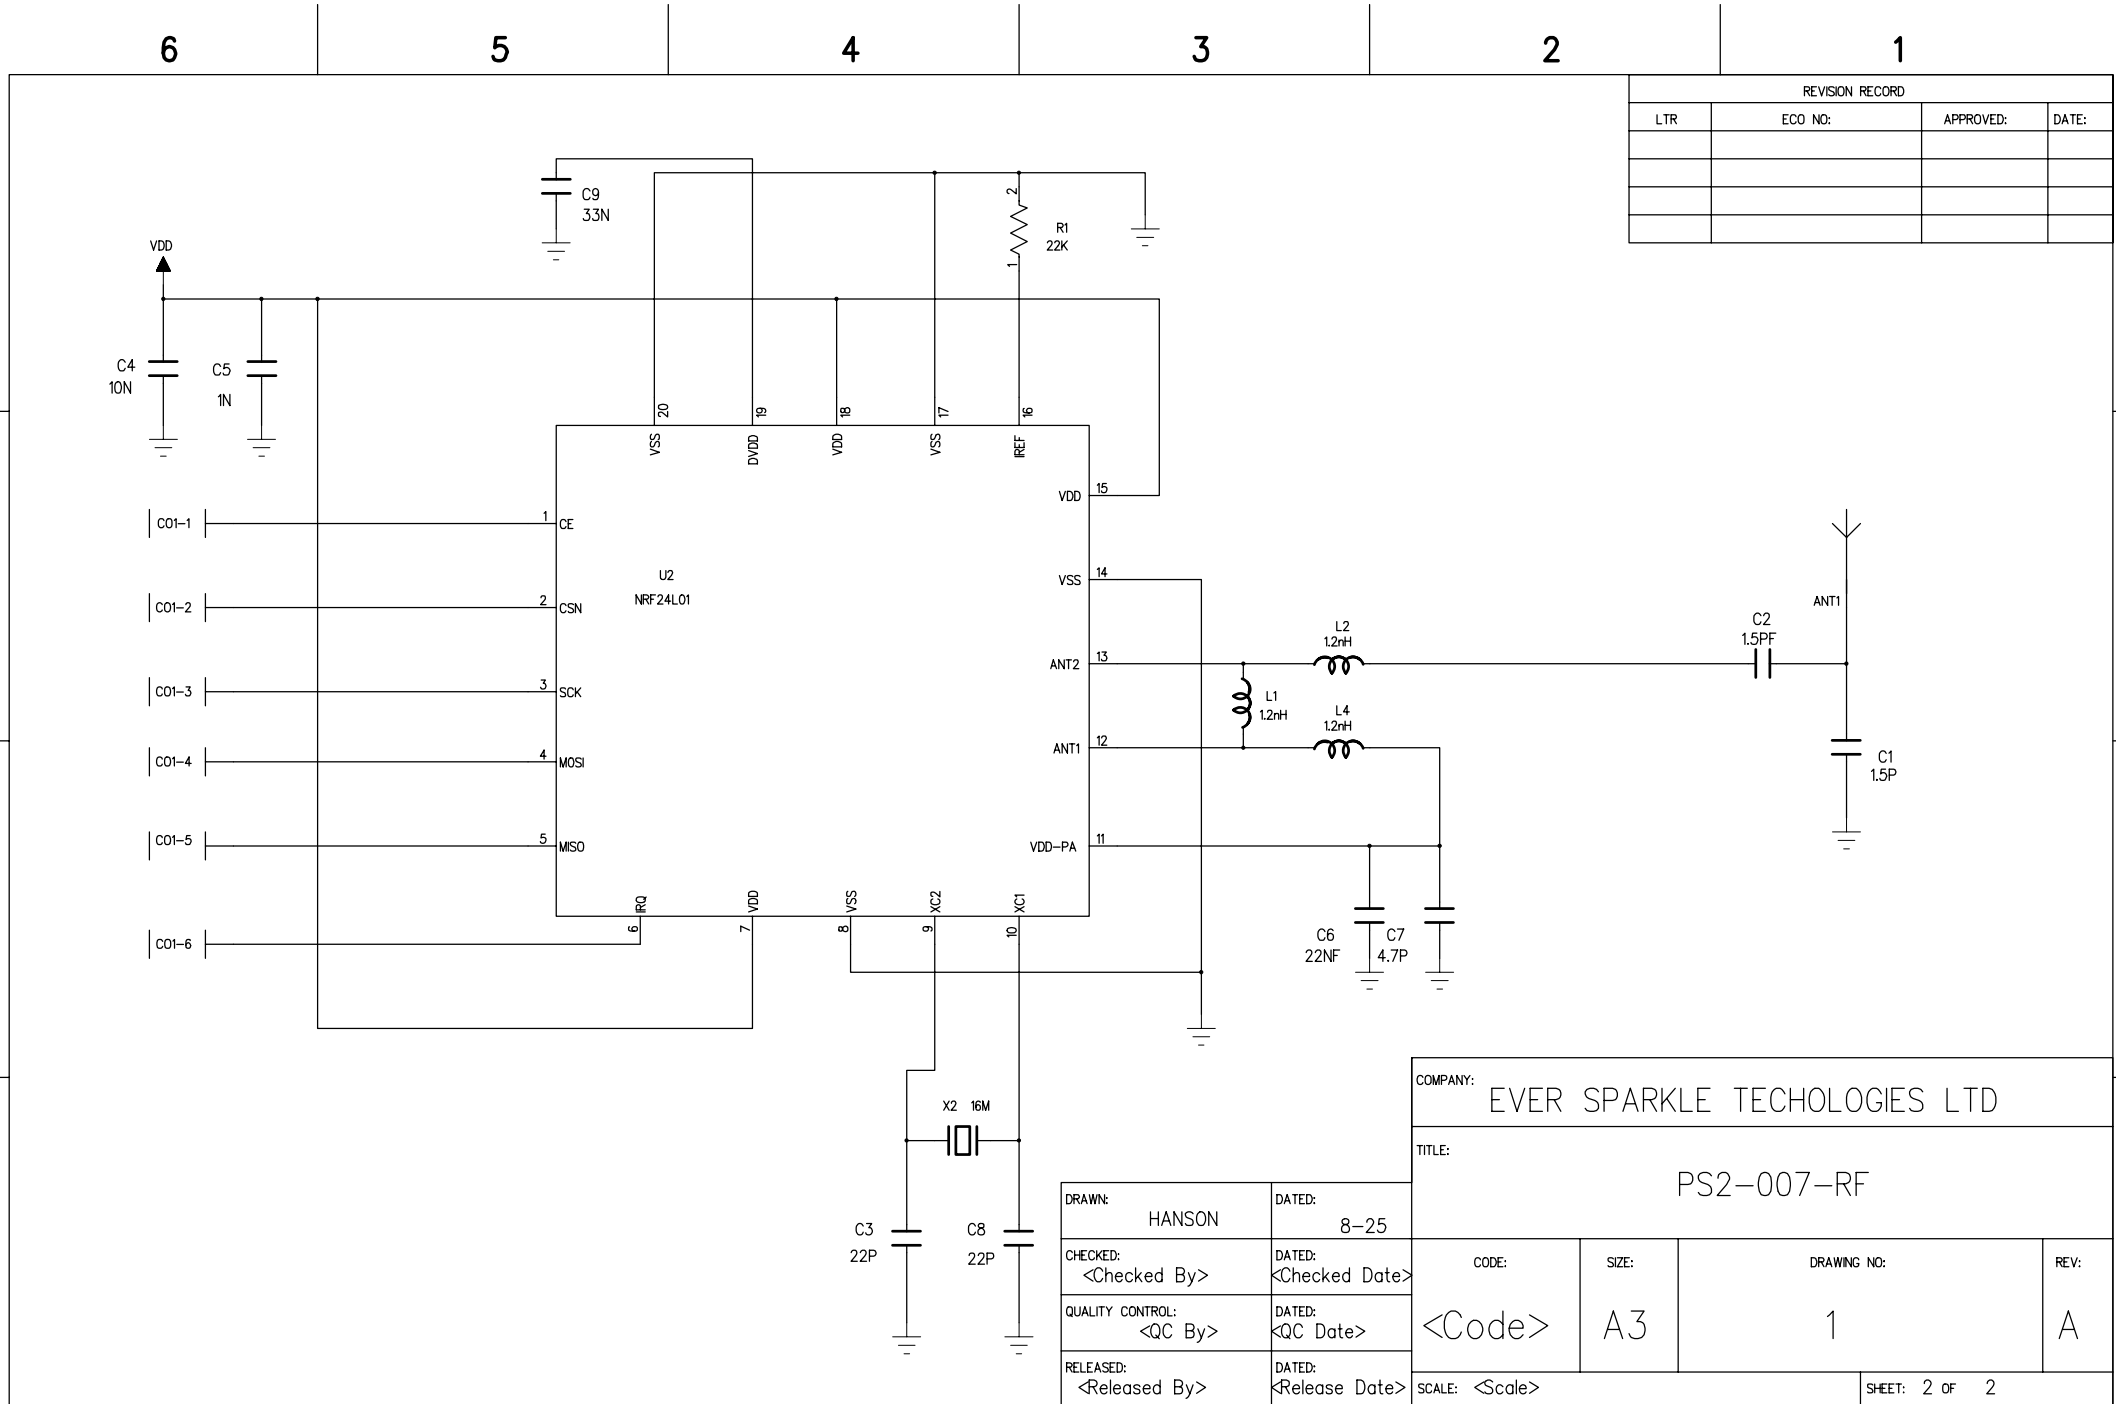 6 5 4 3 2 1
REVISION RECORD
LTR ECO NO: APPROVED: DATE:
C9
33N
2
R1
22K
1
VDD
C4
10N
C5
1N
20 19 18 17 16
VSS DVDD VDD VSS IREF
VDD 15
CO1-1 1 CE
VSS 14
U2
NRF24L01
CO1-2 2 CSN
ANT1
C2
1.5PF
L2
1.2nH
ANT2 13
CO1-3 3 SCK
L1
1.2nH
L4
1.2nH
ANT1 12
CO1-4 4 MOSI
C1
1.5P
CO1-5 5 MISO
VDD-PA 11
IRQ VDD VSS XC2 XC1
6 7 8 9 10
CO1-6
C6
22NF
C7
4.7P
X2 16M
C3
22P
C8
22P
COMPANY: EVER SPARKLE TECHOLOGIES LTD
TITLE:
PS2-007-RF
DRAWN: DATED:
HANSON 8-25
CHECKED: DATED:
<Checked By> <Checked Date>
QUALITY CONTROL: DATED:
<QC By> <QC Date>
RELEASED: DATED:
<Released By> <Release Date>
CODE: SIZE: DRAWING NO: REV:
<Code> A3 1 A
SCALE: <Scale> SHEET: 2 OF 2